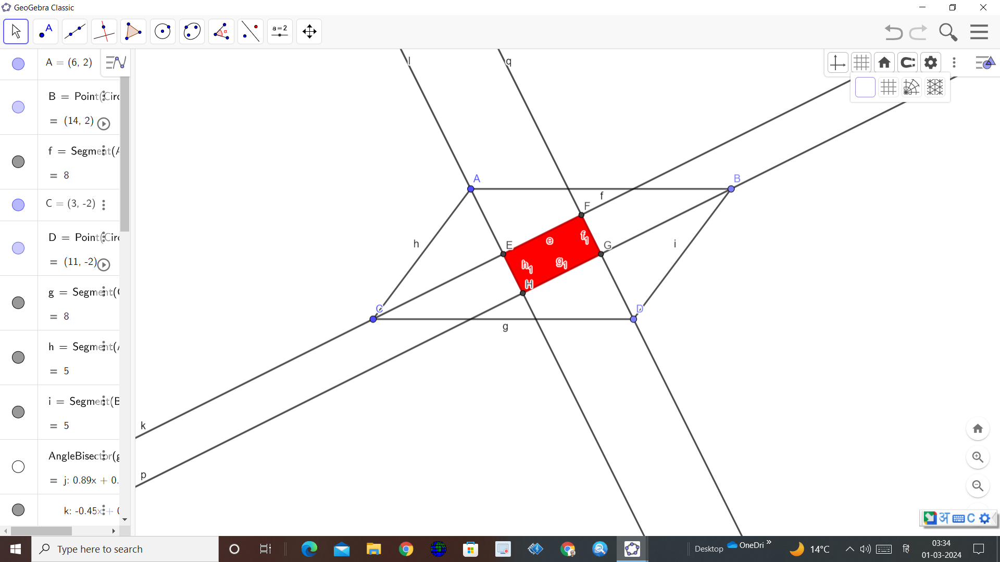 GeoGebra Classic
A
a=2
A = (6, 2)
B = Point(Circ
= (14, 2)
f = Segment(A
= 8
C = (3, -2)
D = Point(Circ
= (11, -2)
g = Segment(C
= 8
h = Segment(A
= 5
i = Segment(B
= 5
AngleBisector(g
= j: 0.89x + 0.
k: -0.45x + 0
l
q
A
B
f
F
e
f₁
E
G
h
i
h₁
g₁
H
C
D
g
k
p
अ
C
Type here to search
Desktop
OneDri
»
14°C
हि
03:34
01-03-2024